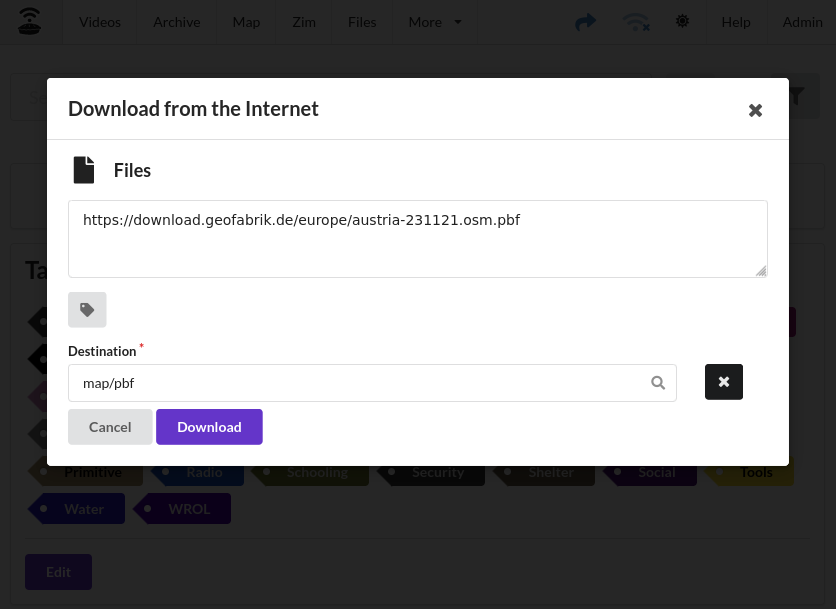 Videos Archive Map Zim Files More Help Admin
Download from the Internet
Files
https://download.geofabrik.de/europe/austria-231121.osm.pbf
Destination *
map/pbf
Cancel Download
Primitive Radio Schooling Security Shelter Social Tools
Water WROL
Edit